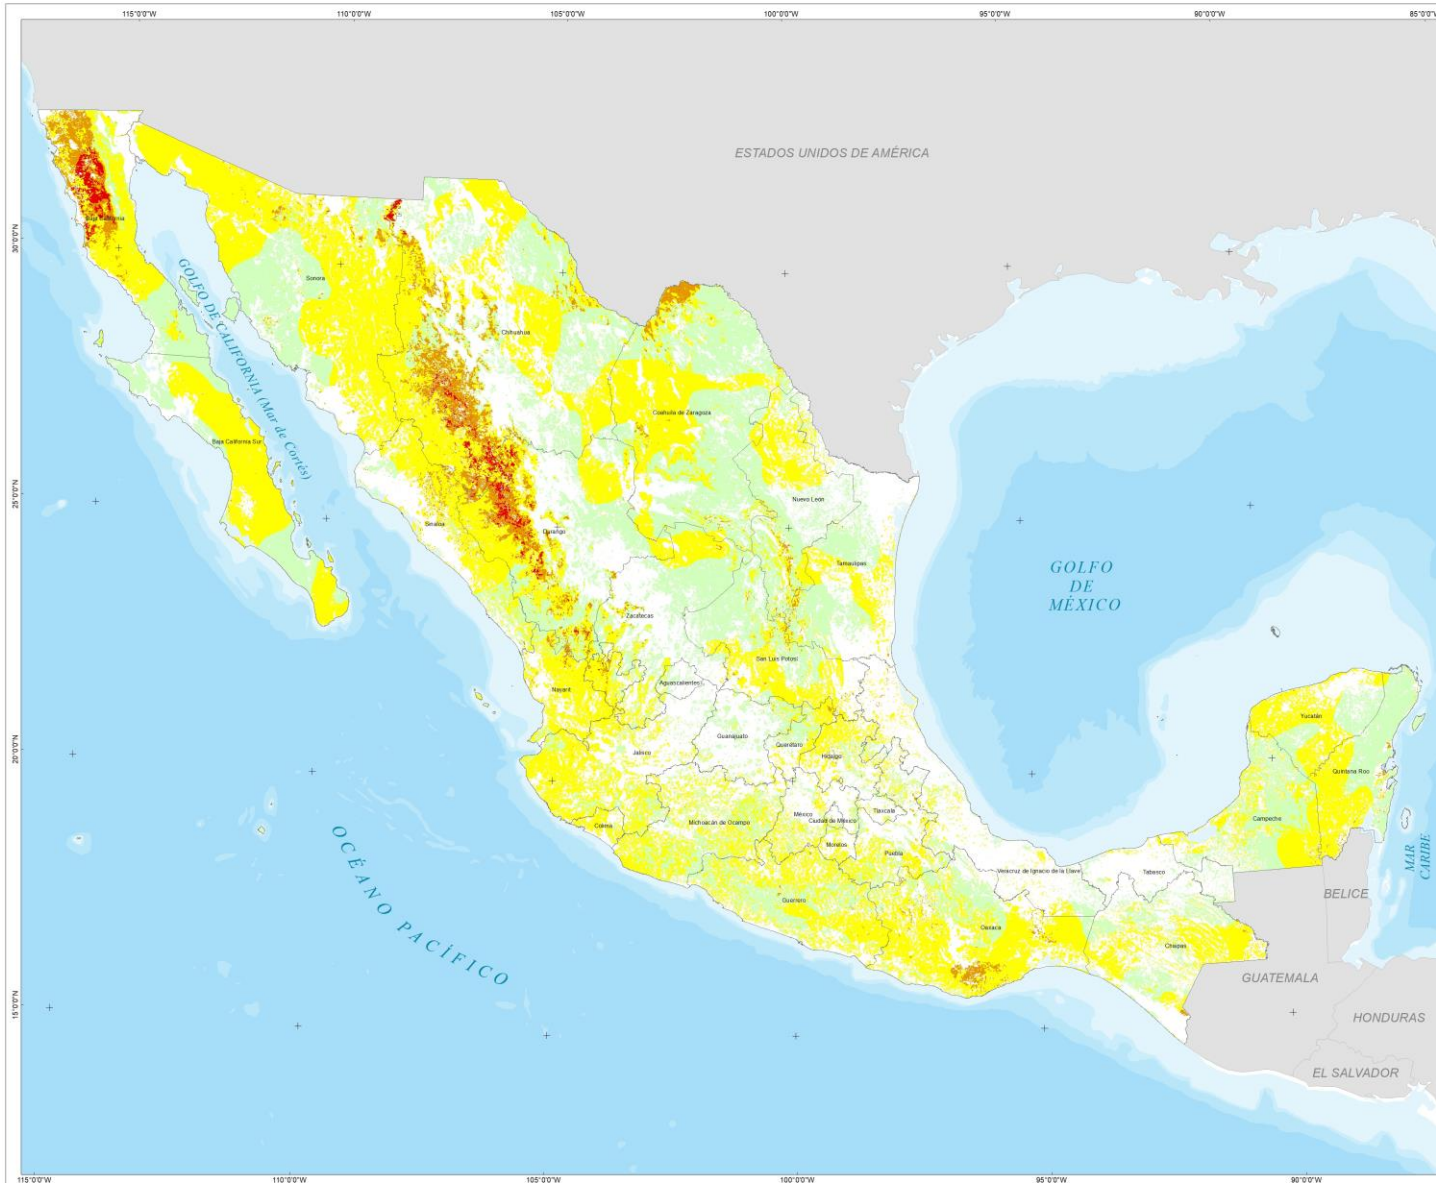 115°0'0"W 110°0'0"W 105°0'0"W 100°0'0"W 95°0'0"W 90°0'0"W 85°0'0"W
ESTADOS UNIDOS DE AMÉRICA
Baja California
30°0'0"N
GOLFO DE CALIFORNIA (Mar de Cortés)
Sonora
Chihuahua
Coahuila de Zaragoza
Baja California Sur
25°0'0"N
Nuevo León
Sinaloa
Durango
Tamaulipas
GOLFO
DE
MÉXICO
Zacatecas
San Luis Potosí
Aguascalientes
Nayarit
Yucatán
Guanajuato
Querétaro
Jalisco
Hidalgo
20°0'0"N
Quintana Roo
Tlaxcala
México
Ciudad de México
Colima
Michoacán de Ocampo
Campeche
Morelos
Puebla
MAR
CARIBE
Veracruz de Ignacio de la Llave
Tabasco
BELICE
Guerrero
Oaxaca
Chiapas
OCÉANO PACÍFICO
GUATEMALA
15°0'0"N
HONDURAS
EL SALVADOR
115°0'0"W 110°0'0"W 105°0'0"W 100°0'0"W 95°0'0"W 90°0'0"W